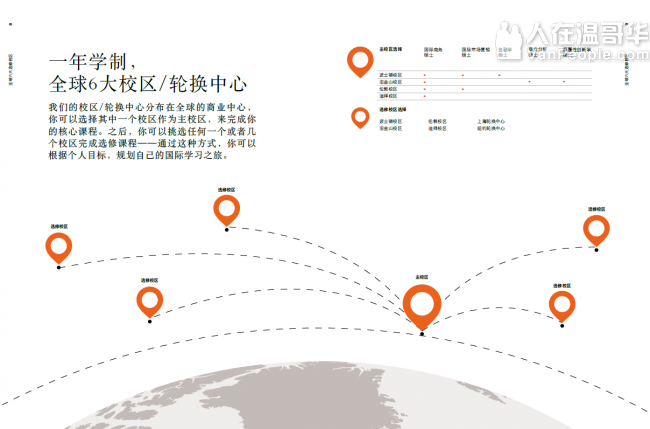 人在温哥华
vanpeople.com
一年学制，
全球6大校区/轮换中心
我们的校区/轮换中心分布在全球的商业中心，
你可以选择其中一个校区作为主校区，来完成你
的核心课程。之后，你可以挑选任何一个或者几
个校区完成选修课程——通过这种方式，你可以
根据个人目标，规划自己的国际学习之旅。
主校区选择
国际商务
硕士
国际市场营销
硕士
硕士
硕士
硕士
波士顿校区
旧金山校区
伦敦校区
迪拜校区
选修校区选择
波士顿校区 伦敦校区 上海轮换中心
旧金山校区 迪拜校区 纽约轮换中心
选修校区
选修校区
选修校区
选修校区
主校区
选修校区